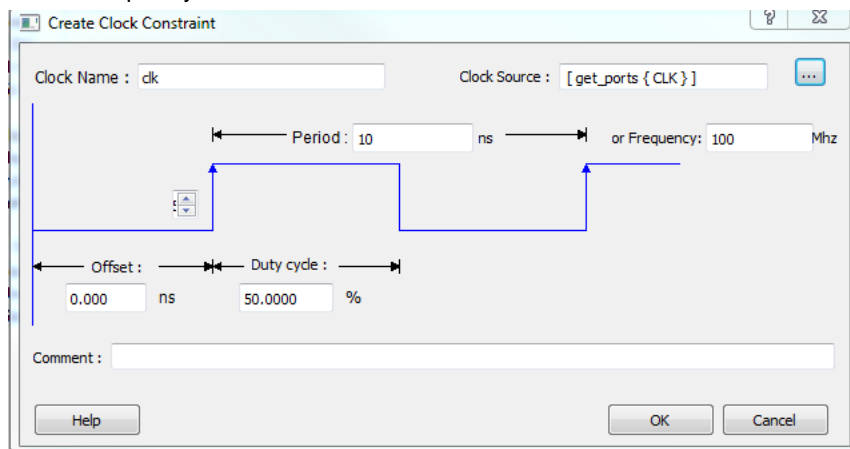 Create Clock Constraint
Clock Name : clk Clock Source : [ get_ports { CLK } ] ...
Period : 10 ns or Frequency: 100 Mhz
Offset : Duty cycle :
0.000 ns 50.0000 %
Comment :
Help OK Cancel